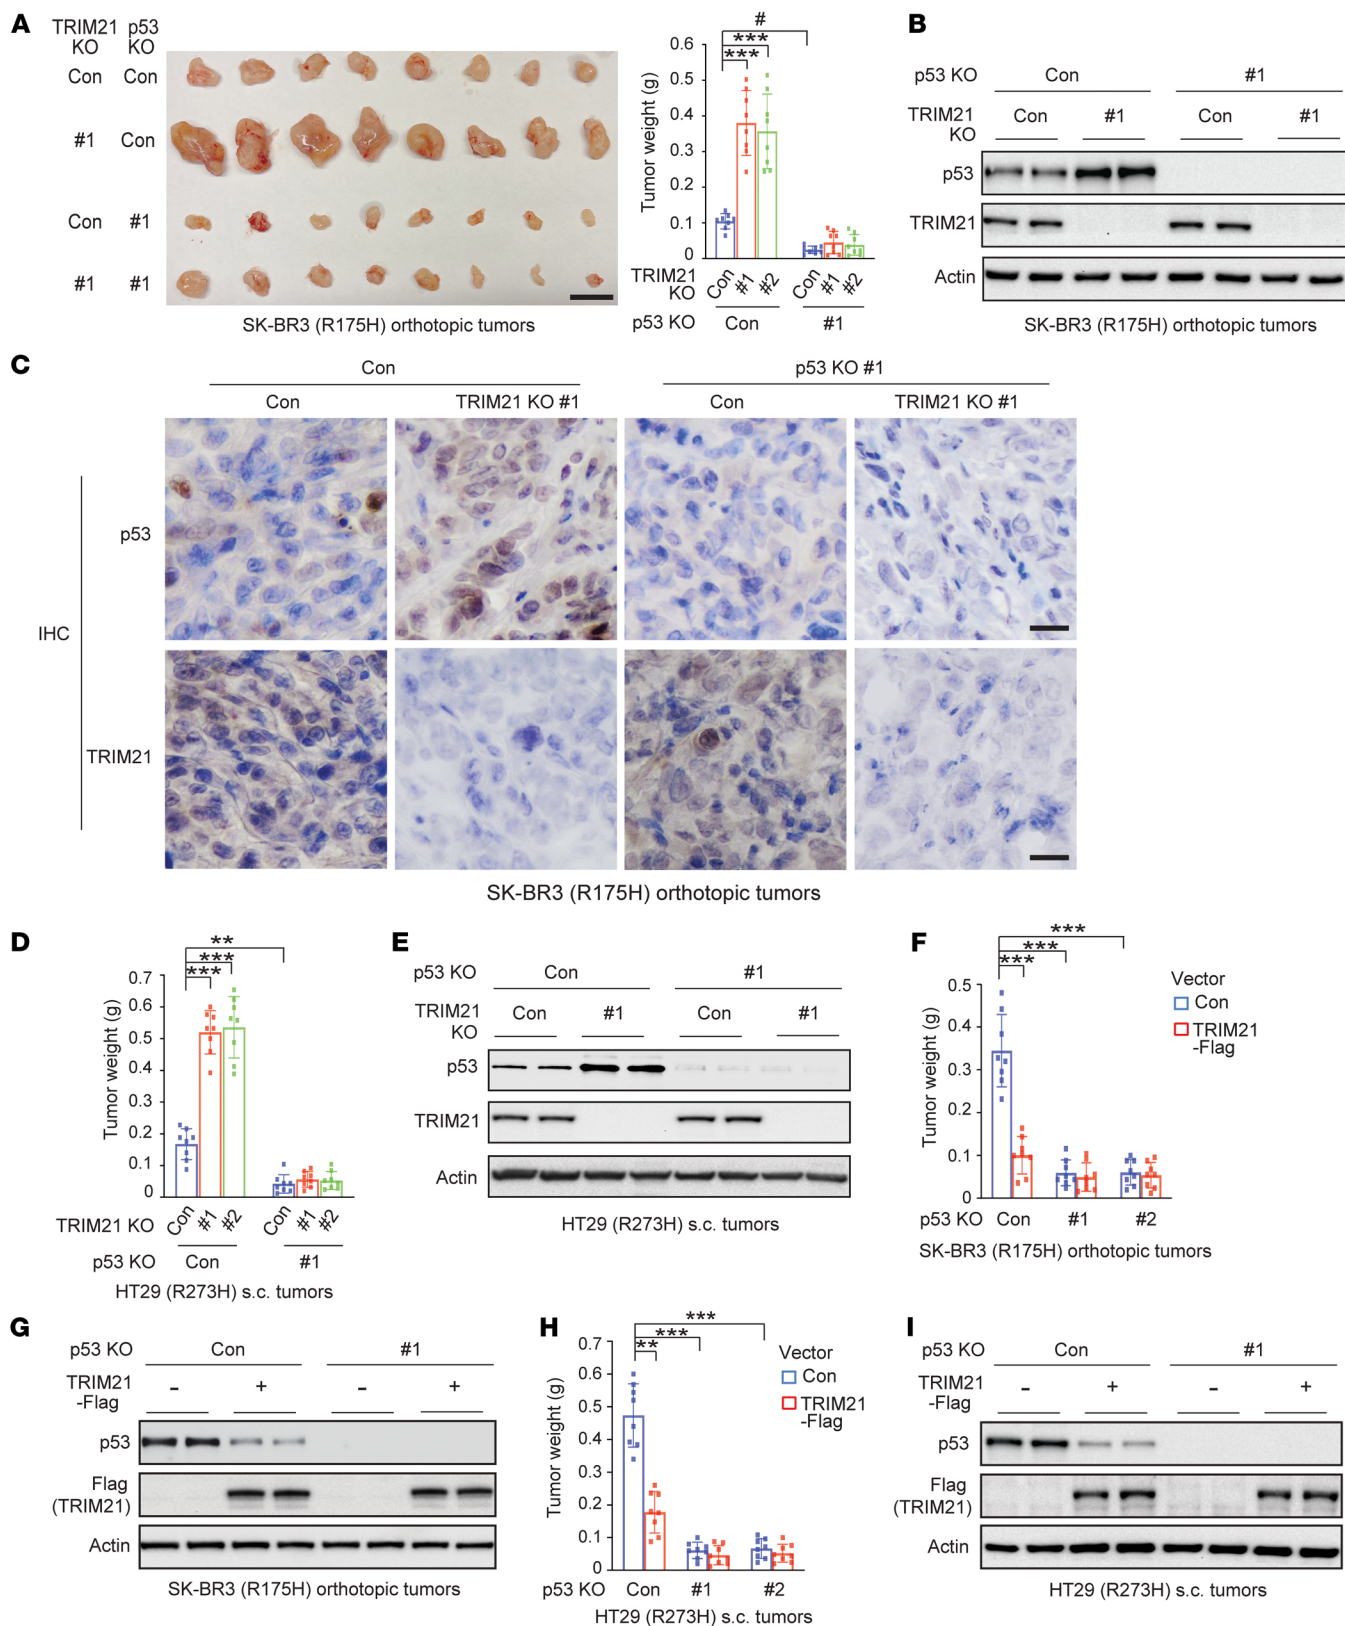 A
TRIM21 KO
p53 KO
Con Con
#1 Con
Con #1
#1 #1
SK-BR3 (R175H) orthotopic tumors
#
***
***
Tumor weight (g)
0.6
0.5
0.4
0.3
0.2
0.1
0
TRIM21 KO
Con #1 #2 Con #1 #2
p53 KO Con #1
B
p53 KO Con #1
TRIM21 KO Con #1 Con #1
p53
TRIM21
Actin
SK-BR3 (R175H) orthotopic tumors
C
Con p53 KO #1
Con TRIM21 KO #1 Con TRIM21 KO #1
IHC
p53
TRIM21
SK-BR3 (R175H) orthotopic tumors
D
**
***
***
Tumor weight (g)
0.7
0.6
0.5
0.4
0.3
0.2
0.1
0
TRIM21 KO Con #1 #2 Con #1 #2
p53 KO Con #1
HT29 (R273H) s.c. tumors
E
p53 KO Con #1
TRIM21 KO Con #1 Con #1
p53
TRIM21
Actin
HT29 (R273H) s.c. tumors
F
***
***
***
Tumor weight (g)
0.5
0.4
0.3
0.2
0.1
0
Vector
Con
TRIM21
-Flag
p53 KO Con #1 #2
SK-BR3 (R175H) orthotopic tumors
G
p53 KO Con #1
TRIM21
-Flag
– + – +
p53
Flag
(TRIM21)
Actin
SK-BR3 (R175H) orthotopic tumors
H
***
***
**
Tumor weight (g)
0.7
0.6
0.5
0.4
0.3
0.2
0.1
0
Vector
Con
TRIM21
-Flag
p53 KO Con #1 #2
HT29 (R273H) s.c. tumors
I
p53 KO Con #1
TRIM21
-Flag
– + – +
p53
Flag
(TRIM21)
Actin
HT29 (R273H) s.c. tumors